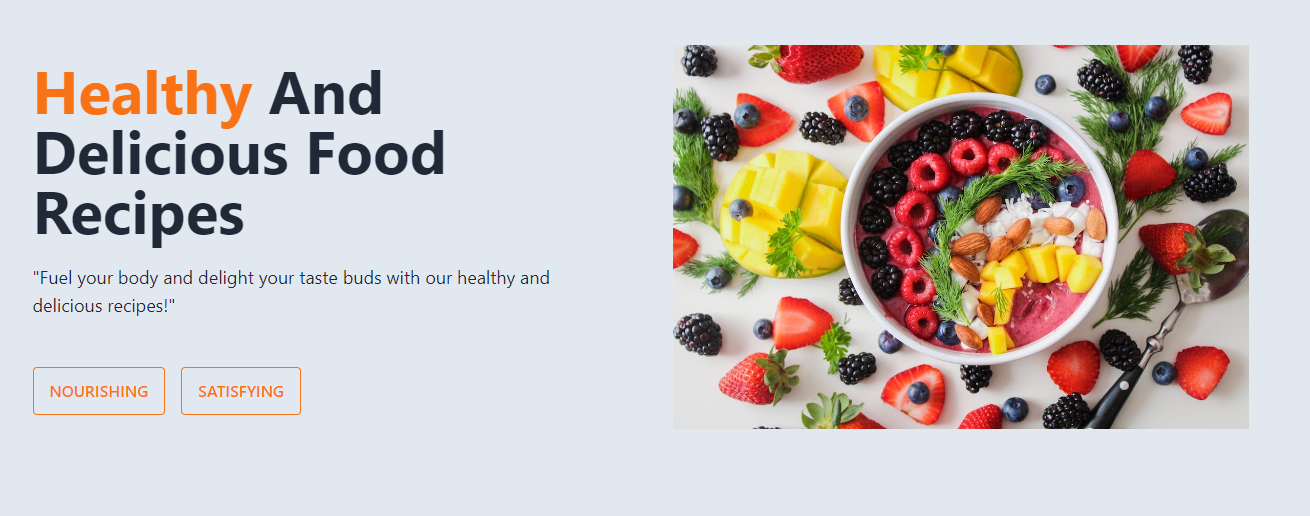 Healthy And
Delicious Food
Recipes
"Fuel your body and delight your taste buds with our healthy and
delicious recipes!"
NOURISHING
SATISFYING